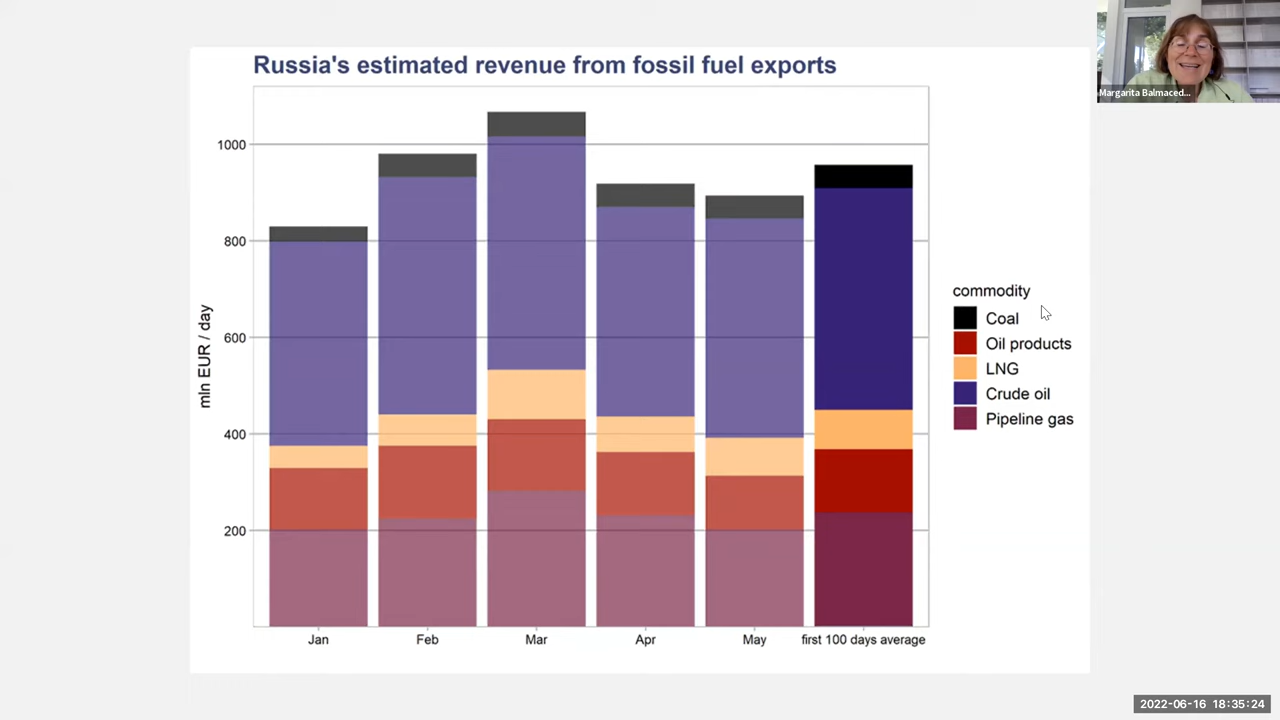 Russia's estimated revenue from fossil fuel exports
Margarita Balmaced...
mln EUR / day
1000
800
600
400
200
Jan
Feb
Mar
Apr
May
first 100 days average
commodity
Coal
Oil products
LNG
Crude oil
Pipeline gas
2022-06-16 18:35:24